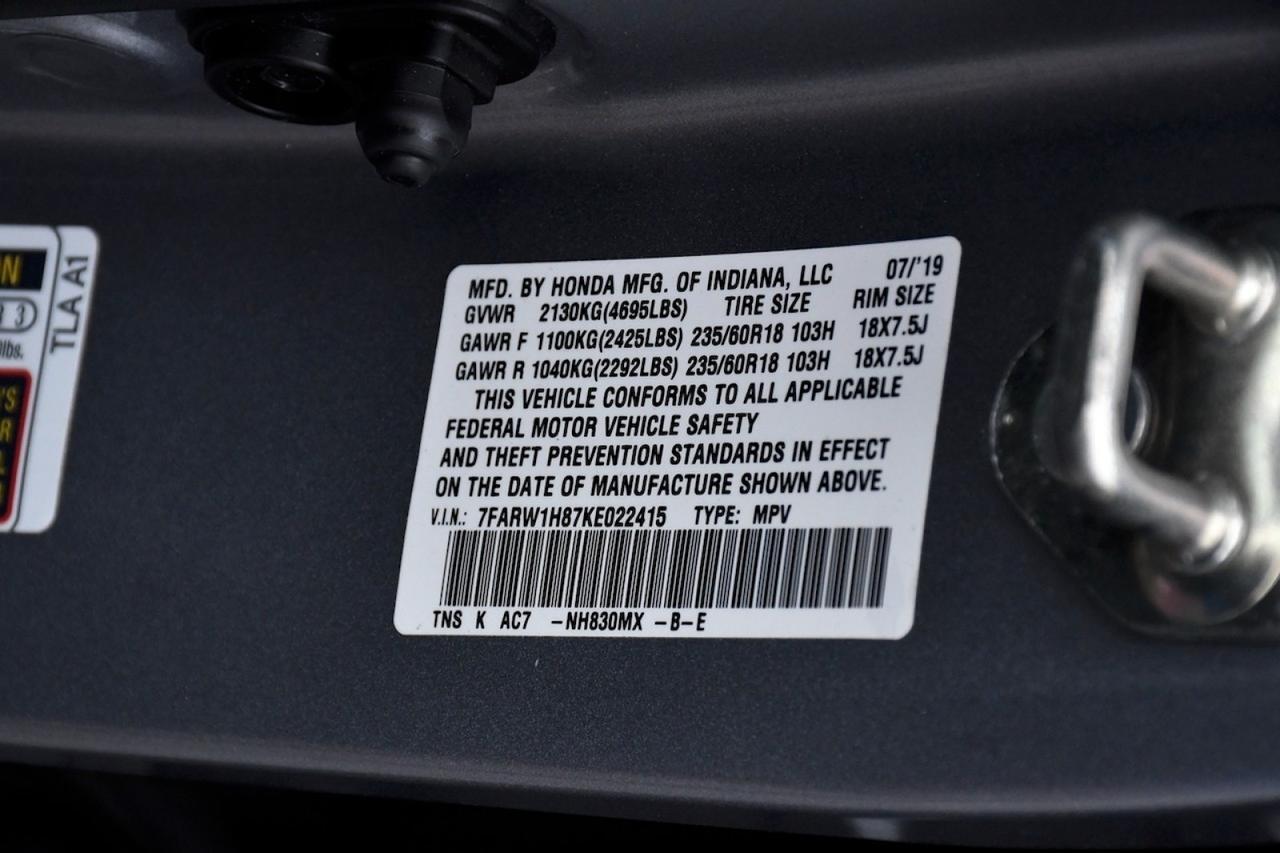 MFD. BY HONDA MFG. OF INDIANA, LLC 07/'19
GVWR 2130KG(4695LBS) TIRE SIZE RIM SIZE
GAWR F 1100KG(2425LBS) 235/60R18 103H 18X7.5J
GAWR R 1040KG(2292LBS) 235/60R18 103H 18X7.5J
THIS VEHICLE CONFORMS TO ALL APPLICABLE
FEDERAL MOTOR VEHICLE SAFETY
AND THEFT PREVENTION STANDARDS IN EFFECT
ON THE DATE OF MANUFACTURE SHOWN ABOVE.
V.I.N.: 7FARW1H87KE022415 TYPE: MPV
TNS K AC7 -NH830MX -B-E
TLA A1
lbs.